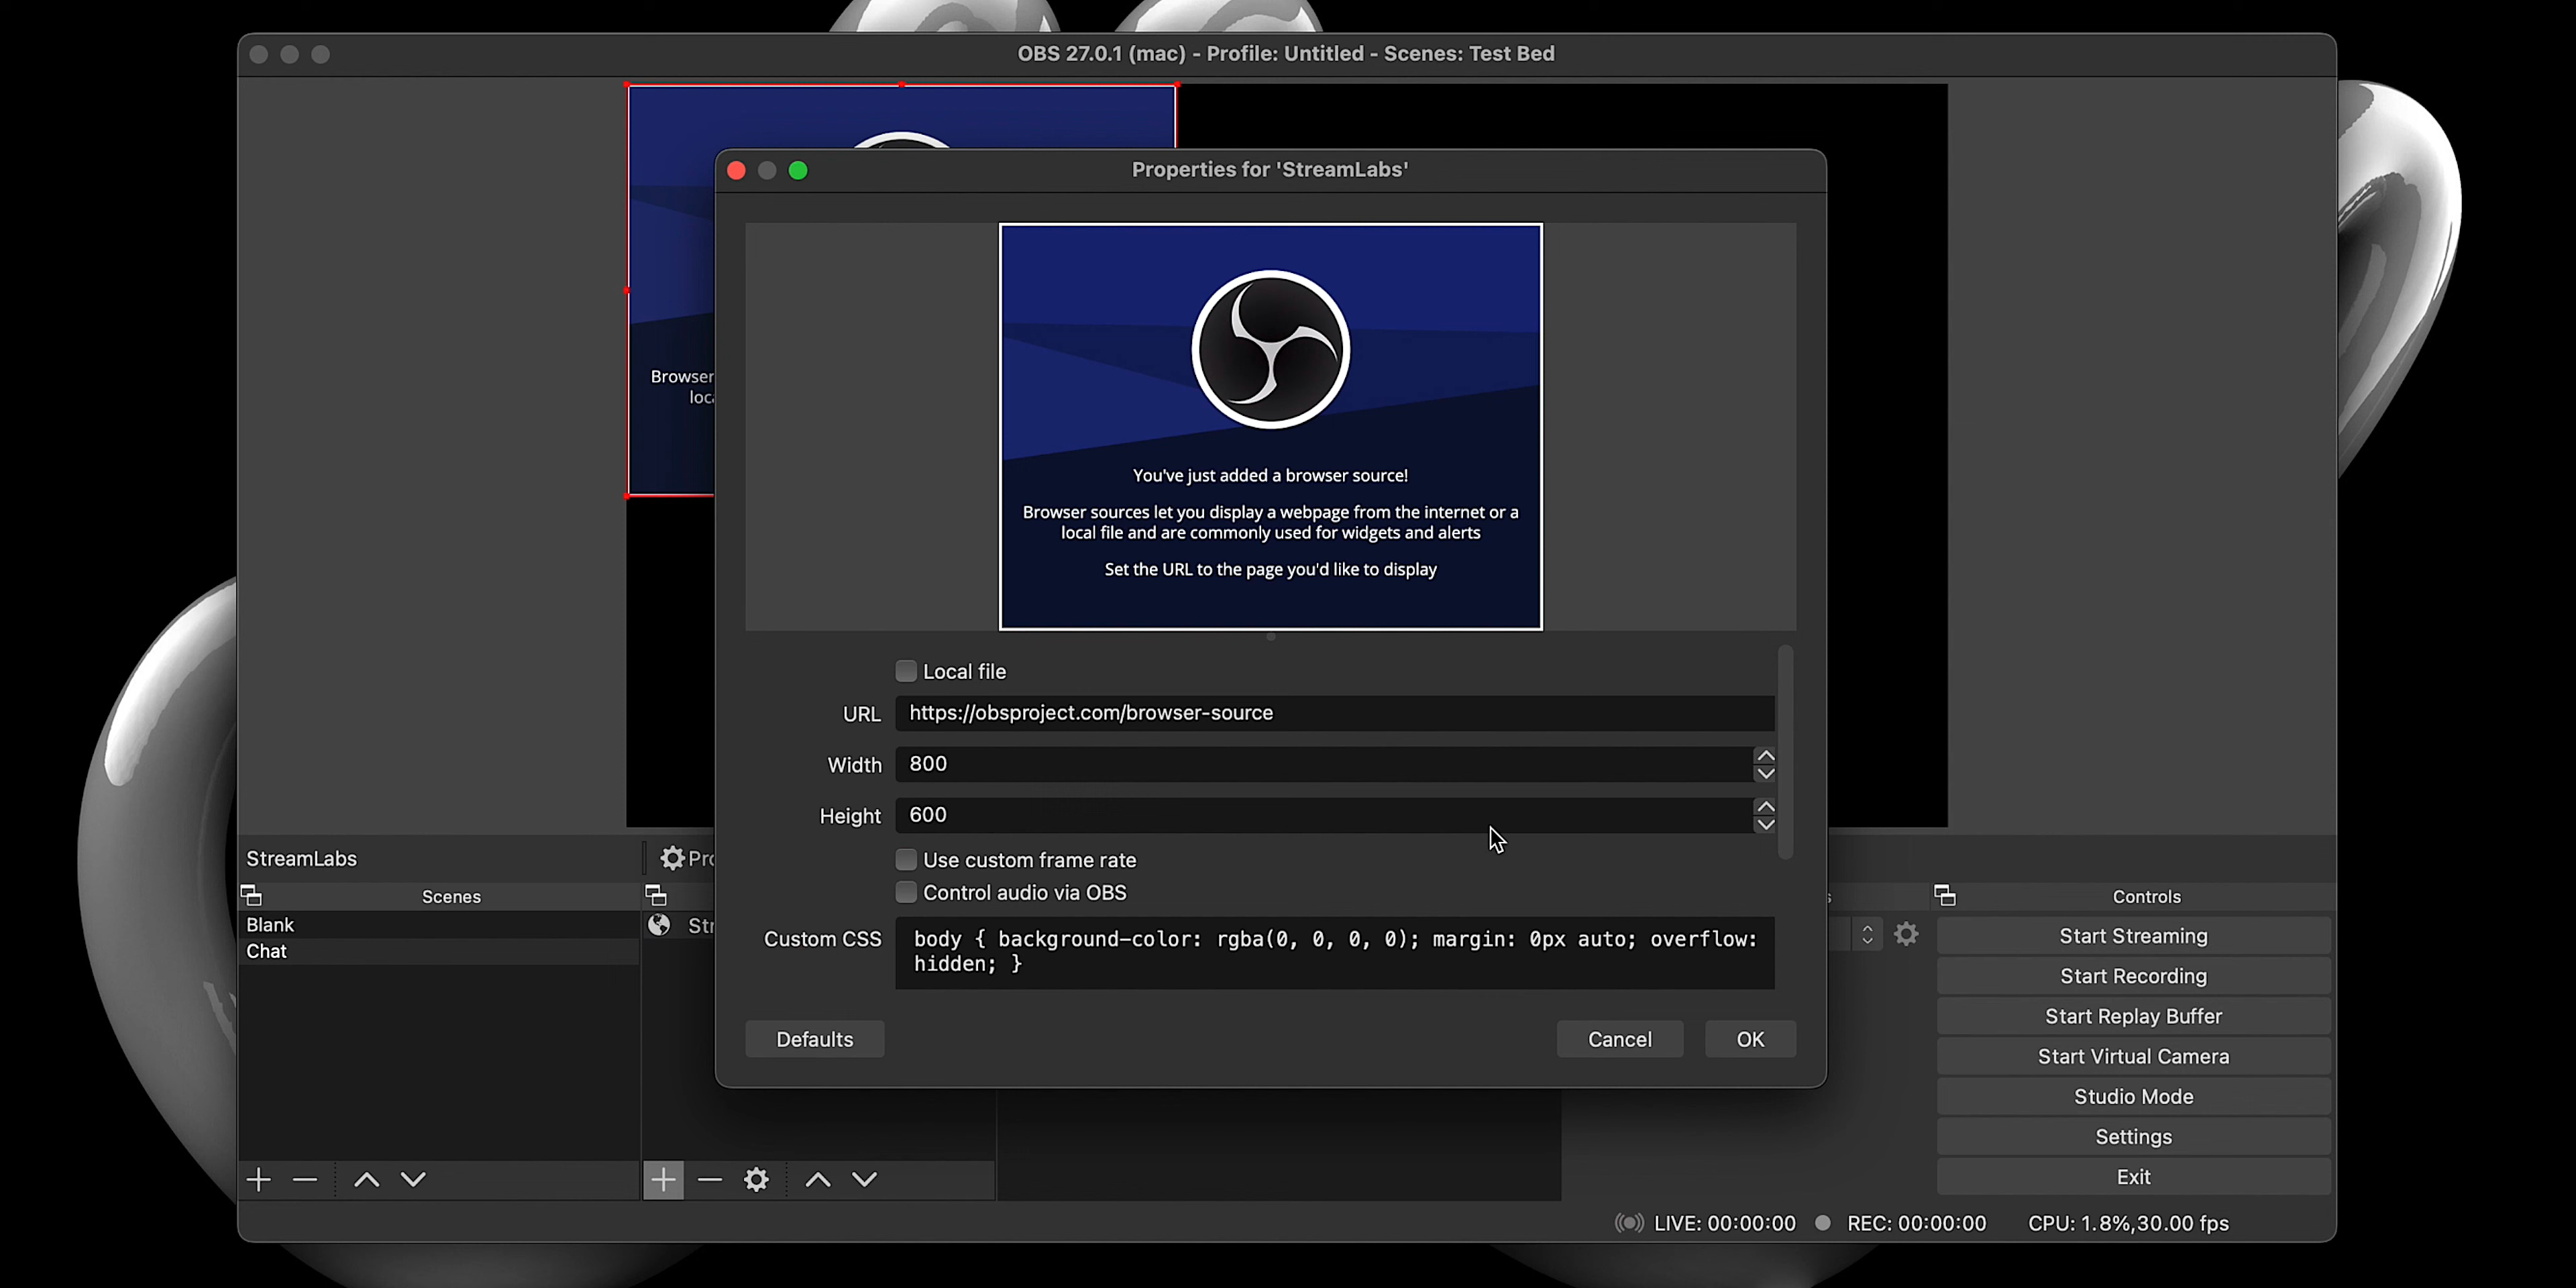 OBS 27.0.1 (mac) - Profile: Untitled - Scenes: Test Bed
Properties for 'StreamLabs'
You've just added a browser source!
Browser sources let you display a webpage from the internet or a
local file and are commonly used for widgets and alerts
Set the URL to the page you'd like to display
Browser
loca
Local file
URL https://obsproject.com/browser-source
Width 800
Height 600
Use custom frame rate
Control audio via OBS
Custom CSS body { background-color: rgba(0, 0, 0, 0); margin: 0px auto; overflow:
hidden; }
Defaults Cancel OK
StreamLabs
Pro
Scenes
Blank
Chat
Str
s
Controls
Start Streaming
Start Recording
Start Replay Buffer
Start Virtual Camera
Studio Mode
Settings
Exit
LIVE: 00:00:00 REC: 00:00:00 CPU: 1.8%,30.00 fps